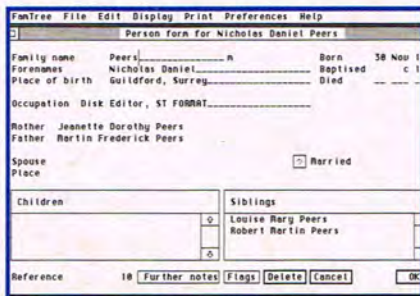 FamTree File Edit Display Print Preferences Help
Person form for Nicholas Daniel Peers
Family name Peers m Born 30 Nov 1
Forenames Nicholas Daniel Baptised c 1
Place of birth Guildford, Surrey Died
Occupation Disk Editor, ST FORMAT
Mother Jeanette Dorothy Peers
Father Martin Frederick Peers
Spouse Married
Place
Children Siblings
Louise Mary Peers
Robert Martin Peers
Reference 10 Further notes Flags Delete Cancel OK